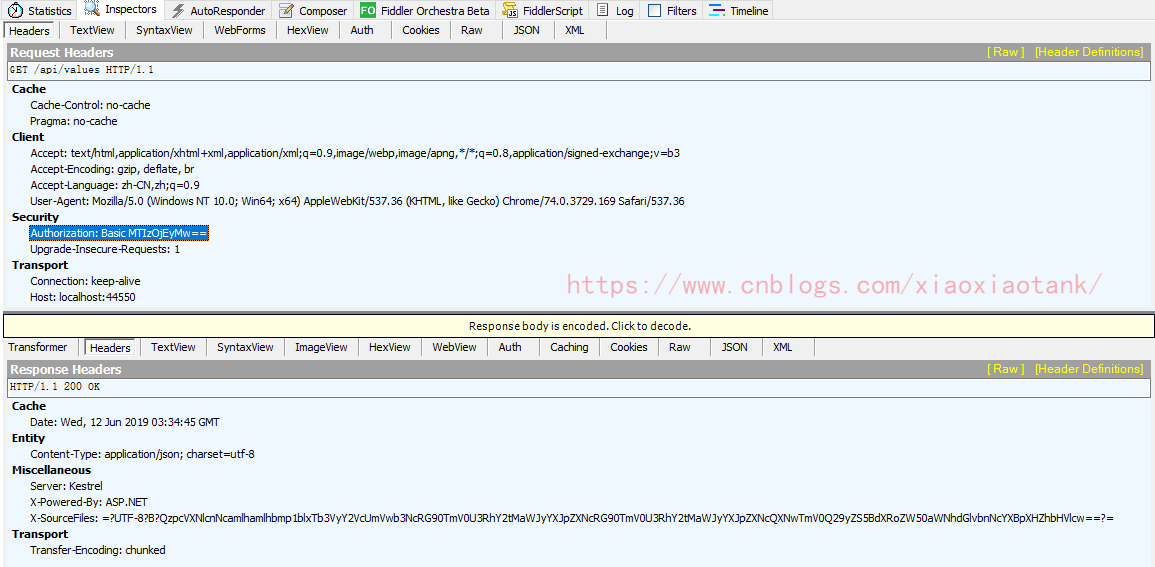 Statistics Inspectors AutoResponder Composer FO Fiddler Orchestra Beta FiddlerScript Log Filters Timeline
Headers TextView SyntaxView WebForms HexView Auth Cookies Raw JSON XML
Request Headers [ Raw ] [Header Definitions]
GET /api/values HTTP/1.1
Cache
Cache-Control: no-cache
Pragma: no-cache
Client
Accept: text/html,application/xhtml+xml,application/xml;q=0.9,image/webp,image/apng,*/*;q=0.8,application/signed-exchange;v=b3
Accept-Encoding: gzip, deflate, br
Accept-Language: zh-CN,zh;q=0.9
User-Agent: Mozilla/5.0 (Windows NT 10.0; Win64; x64) AppleWebKit/537.36 (KHTML, like Gecko) Chrome/74.0.3729.169 Safari/537.36
Security
Authorization: Basic MTIzOjEyMw==
Upgrade-Insecure-Requests: 1
Transport
Connection: keep-alive
Host: localhost:44550
https://www.cnblogs.com/xiaoxiaotank/
Response body is encoded. Click to decode.
Transformer Headers TextView SyntaxView ImageView HexView WebView Auth Caching Cookies Raw JSON XML
Response Headers [ Raw ] [Header Definitions]
HTTP/1.1 200 OK
Cache
Date: Wed, 12 Jun 2019 03:34:45 GMT
Entity
Content-Type: application/json; charset=utf-8
Miscellaneous
Server: Kestrel
X-Powered-By: ASP.NET
X-SourceFiles: =?UTF-8?B?QzpcVXNlcnNcamlhamlhbmp1blxTb3VyY2VcUmVwb3NcRG90TmV0U3RhY2tMaWJyYXJpZXNcRG90TmV0U3RhY2tMaWJyYXJpZXNcQXNwTmV0Q29yZS5BdXRoZW50aWNhdGlvbnNcYXBpXHZhbHVlcw==?=
Transport
Transfer-Encoding: chunked